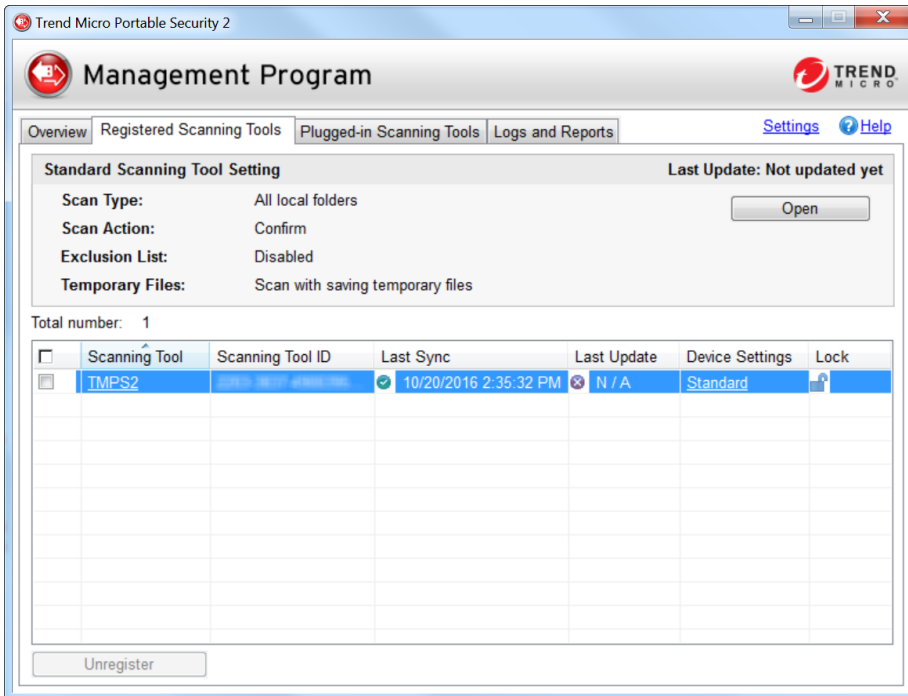 Trend Micro Portable Security 2
Management Program
TREND
MICRO
Overview Registered Scanning Tools Plugged-in Scanning Tools Logs and Reports Settings Help
Standard Scanning Tool Setting Last Update: Not updated yet
Scan Type: All local folders
Open
Scan Action: Confirm
Exclusion List: Disabled
Temporary Files: Scan with saving temporary files
Total number: 1
Scanning Tool Scanning Tool ID Last Sync Last Update Device Settings Lock
TMPS2 10/20/2016 2:35:32 PM N / A Standard
Unregister